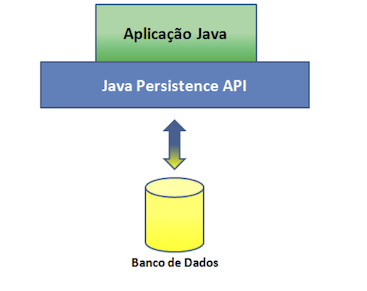 Aplicação Java
Java Persistence API
Banco de Dados